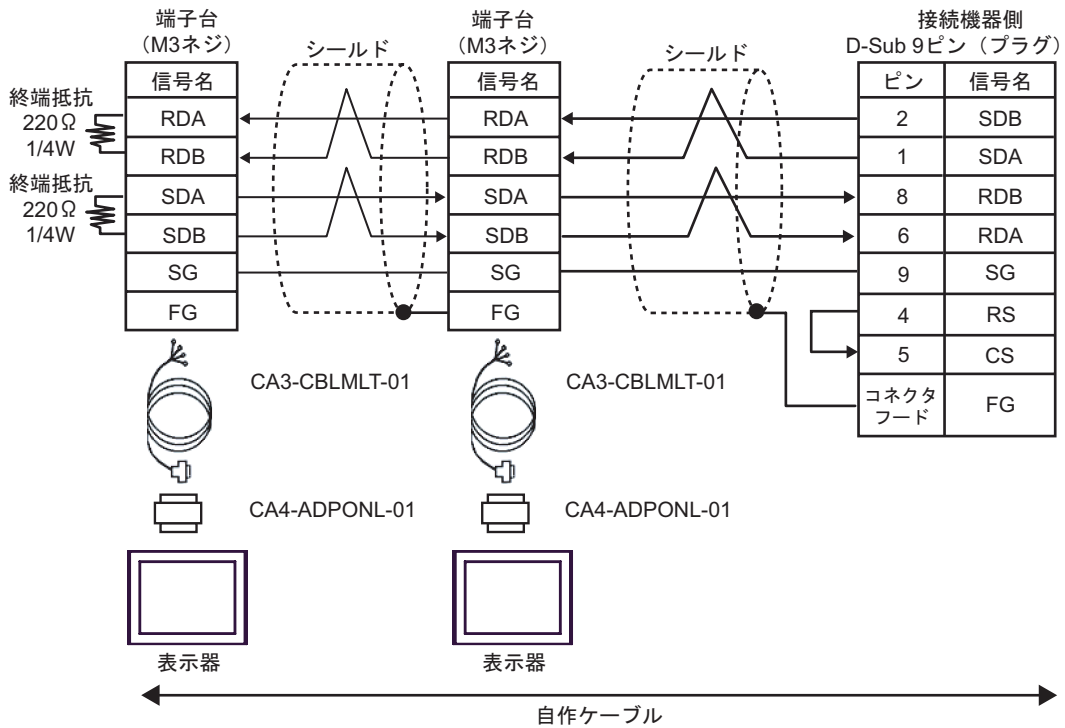 端子台
（M3ネジ）
信号名
RDA
RDB
SDA
SDB
SG
FG
終端抵抗
220Ω
1/4W
終端抵抗
220Ω
1/4W
シールド
端子台
（M3ネジ）
信号名
RDA
RDB
SDA
SDB
SG
FG
シールド
接続機器側
D-Sub 9ピン（プラグ）
ピン 信号名
2 SDB
1 SDA
8 RDB
6 RDA
9 SG
4 RS
5 CS
コネクタ
フード
FG
CA3-CBLMLT-01
CA3-CBLMLT-01
CA4-ADPONL-01
CA4-ADPONL-01
表示器
表示器
自作ケーブル